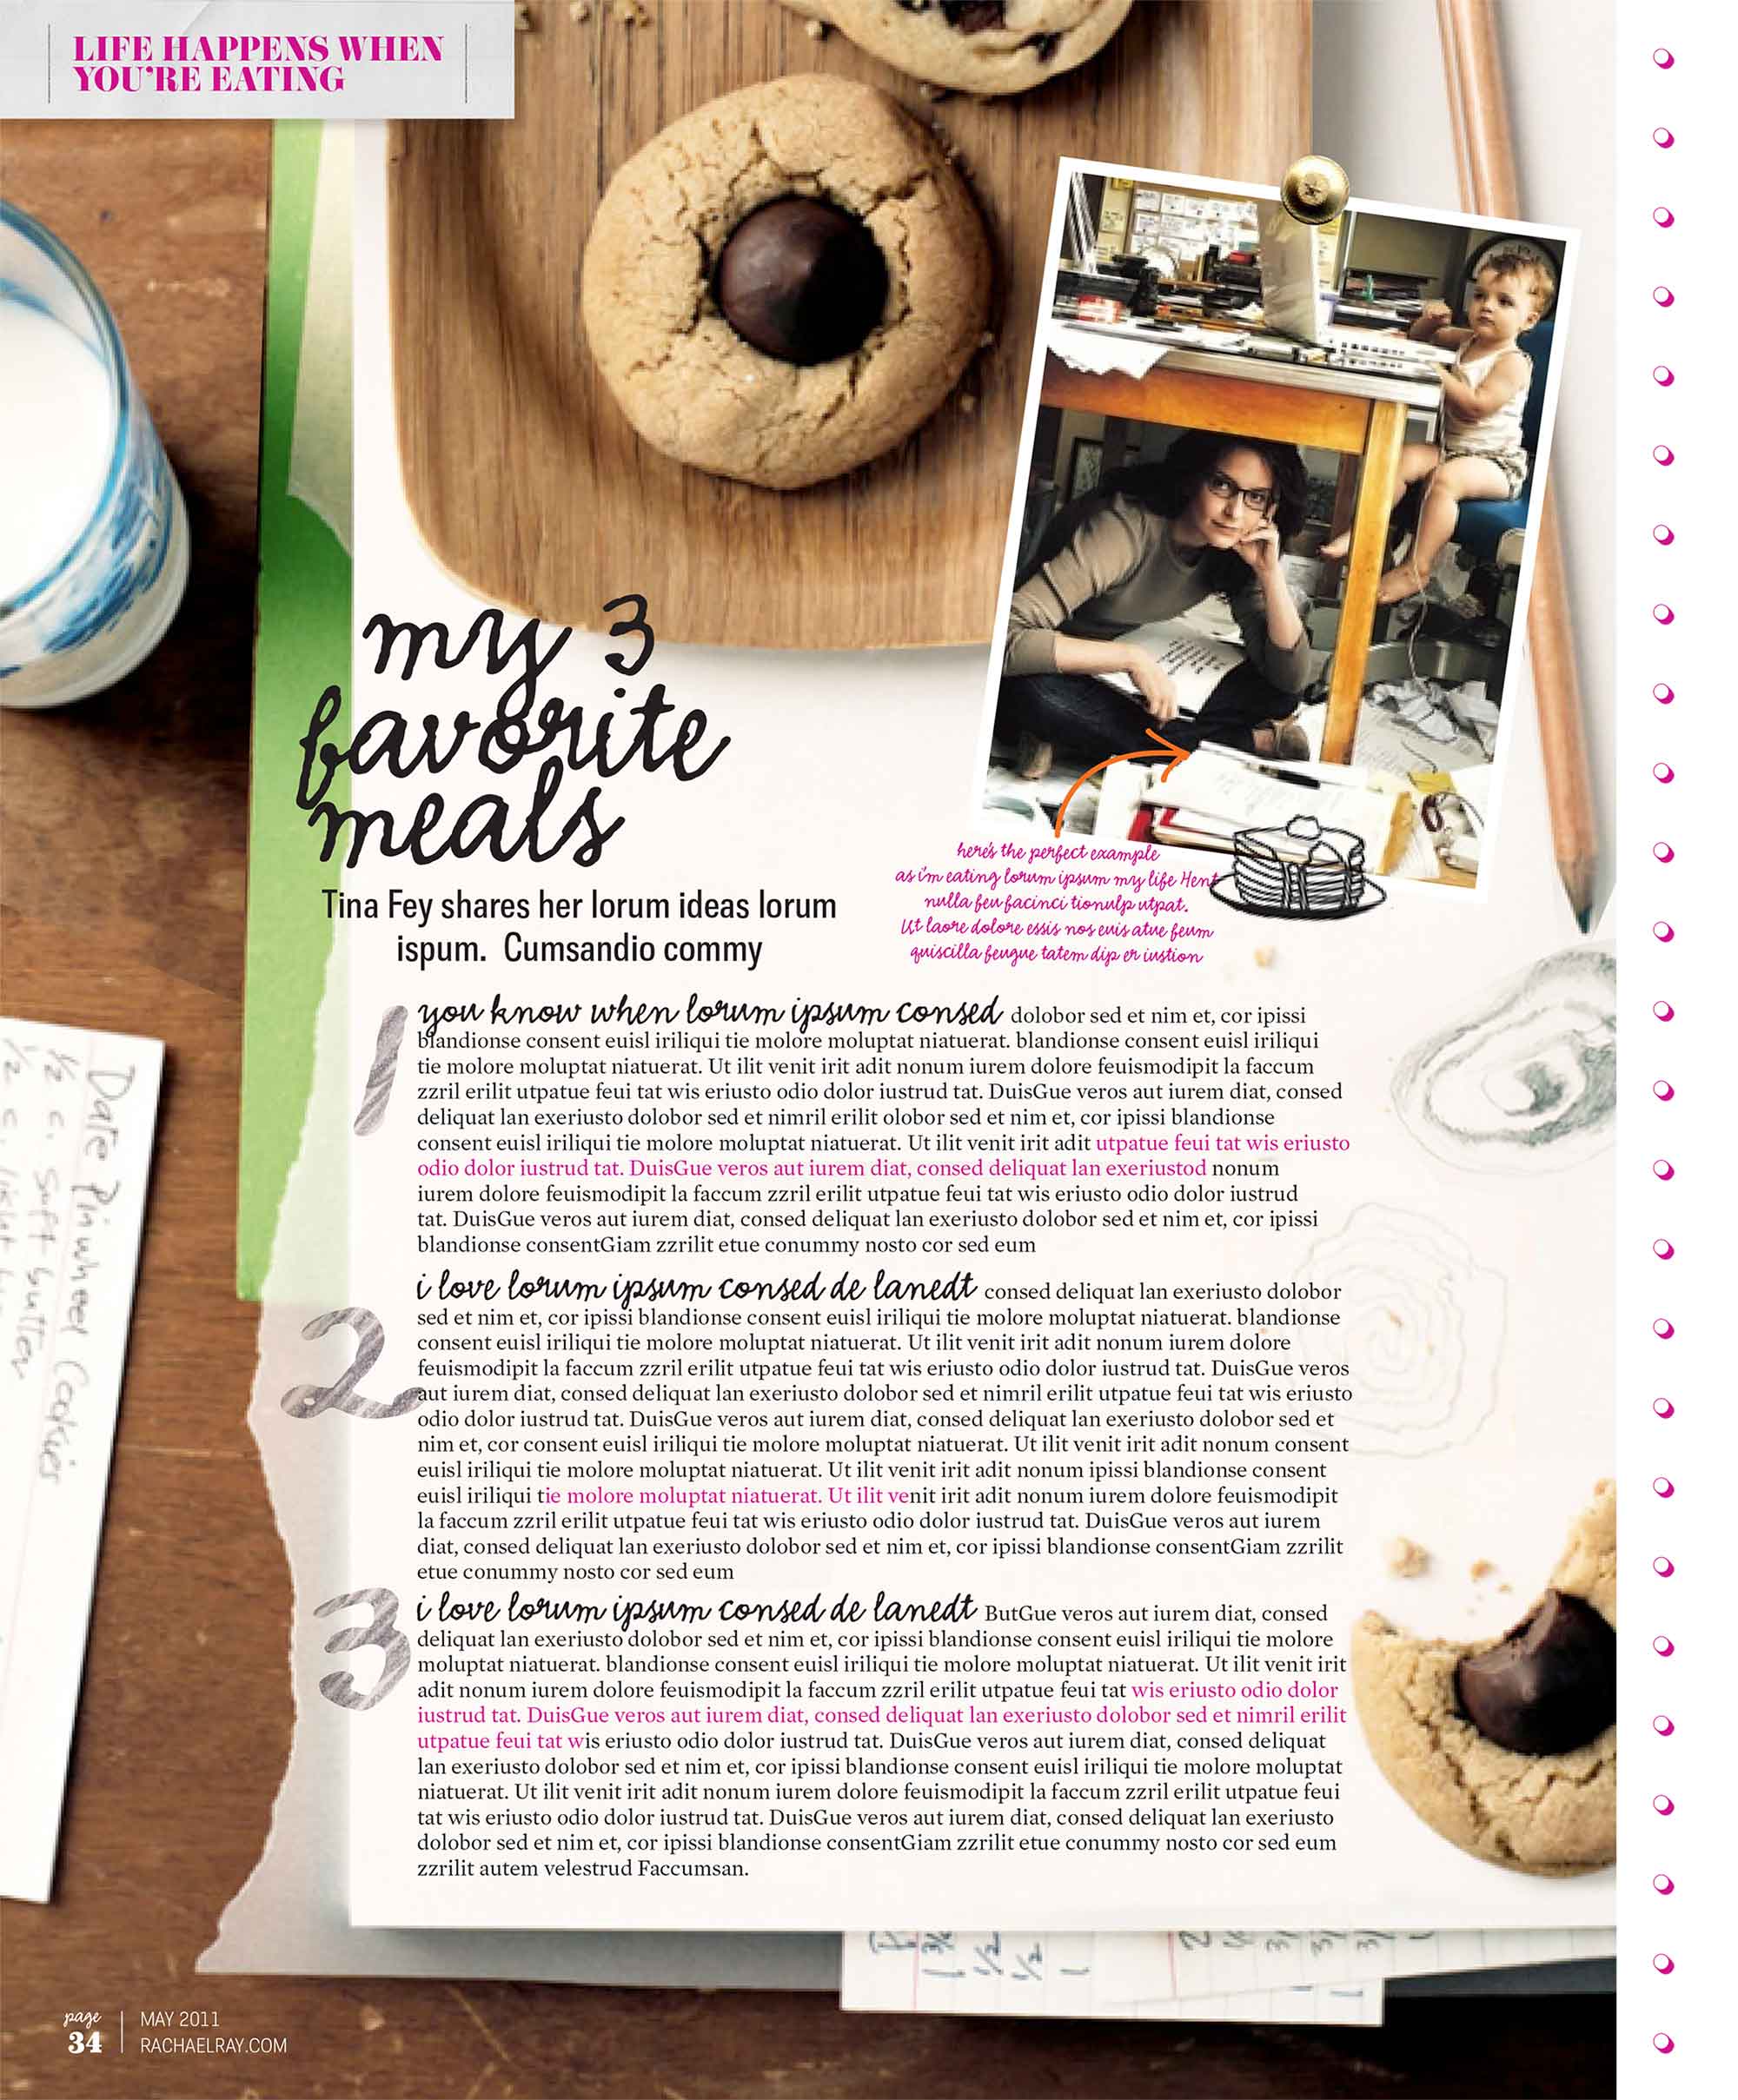 LIFE HAPPENS WHEN
YOU'RE EATING
my 3
favorite
meals
Tina Fey shares her lorum ideas lorum
ispum. Cumsandio commy
here's the perfect example
as i'm eating lorum ipsum my life Hent
nulla feu facinci tionulp utpat.
Ut laore dolore essis nos euis atue feum
quiscilla feugue tatem dip er iustion
1
you know when lorum ipsum consed dolobor sed et nim et, cor ipissi
blandionse consent euisl iriliqui tie molore moluptat niatuerat. blandionse consent euisl iriliqui
tie molore moluptat niatuerat. Ut ilit venit irit adit nonum iurem dolore feuismodipit la faccum
zzril erilit utpatue feui tat wis eriusto odio dolor iustrud tat. DuisGue veros aut iurem diat, consed
deliquat lan exeriusto dolobor sed et nimril erilit olobor sed et nim et, cor ipissi blandionse
consent euisl iriliqui tie molore moluptat niatuerat. Ut ilit venit irit adit utpatue feui tat wis eriusto
odio dolor iustrud tat. DuisGue veros aut iurem diat, consed deliquat lan exeriustod nonum
iurem dolore feuismodipit la faccum zzril erilit utpatue feui tat wis eriusto odio dolor iustrud
tat. DuisGue veros aut iurem diat, consed deliquat lan exeriusto dolobor sed et nim et, cor ipissi
blandionse consentGiam zzrilit etue conummy nosto cor sed eum
2
i love lorum ipsum consed de lanedt consed deliquat lan exeriusto dolobor
sed et nim et, cor ipissi blandionse consent euisl iriliqui tie molore moluptat niatuerat. blandionse
consent euisl iriliqui tie molore moluptat niatuerat. Ut ilit venit irit adit nonum iurem dolore
feuismodipit la faccum zzril erilit utpatue feui tat wis eriusto odio dolor iustrud tat. DuisGue veros
aut iurem diat, consed deliquat lan exeriusto dolobor sed et nimril erilit utpatue feui tat wis eriusto
odio dolor iustrud tat. DuisGue veros aut iurem diat, consed deliquat lan exeriusto dolobor sed et
nim et, cor consent euisl iriliqui tie molore moluptat niatuerat. Ut ilit venit irit adit nonum consent
euisl iriliqui tie molore moluptat niatuerat. Ut ilit venit irit adit nonum ipissi blandionse consent
euisl iriliqui tie molore moluptat niatuerat. Ut ilit venit irit adit nonum iurem dolore feuismodipit
la faccum zzril erilit utpatue feui tat wis eriusto odio dolor iustrud tat. DuisGue veros aut iurem
diat, consed deliquat lan exeriusto dolobor sed et nim et, cor ipissi blandionse consentGiam zzrilit
etue conummy nosto cor sed eum
3
i love lorum ipsum consed de lanedt ButGue veros aut iurem diat, consed
deliquat lan exeriusto dolobor sed et nim et, cor ipissi blandionse consent euisl iriliqui tie molore
moluptat niatuerat. blandionse consent euisl iriliqui tie molore moluptat niatuerat. Ut ilit venit irit
adit nonum iurem dolore feuismodipit la faccum zzril erilit utpatue feui tat wis eriusto odio dolor
iustrud tat. DuisGue veros aut iurem diat, consed deliquat lan exeriusto dolobor sed et nimril erilit
utpatue feui tat wis eriusto odio dolor iustrud tat. DuisGue veros aut iurem diat, consed deliquat
lan exeriusto dolobor sed et nim et, cor ipissi blandionse consent euisl iriliqui tie molore moluptat
niatuerat. Ut ilit venit irit adit nonum iurem dolore feuismodipit la faccum zzril erilit utpatue feui
tat wis eriusto odio dolor iustrud tat. DuisGue veros aut iurem diat, consed deliquat lan exeriusto
dolobor sed et nim et, cor ipissi blandionse consentGiam zzrilit etue conummy nosto cor sed eum
zzrilit autem velestrud Faccumsan.
Date Pinwheel Cookies
1/2 c. soft butter
1/2 c. light
page
34
MAY 2011
RACHAELRAY.COM